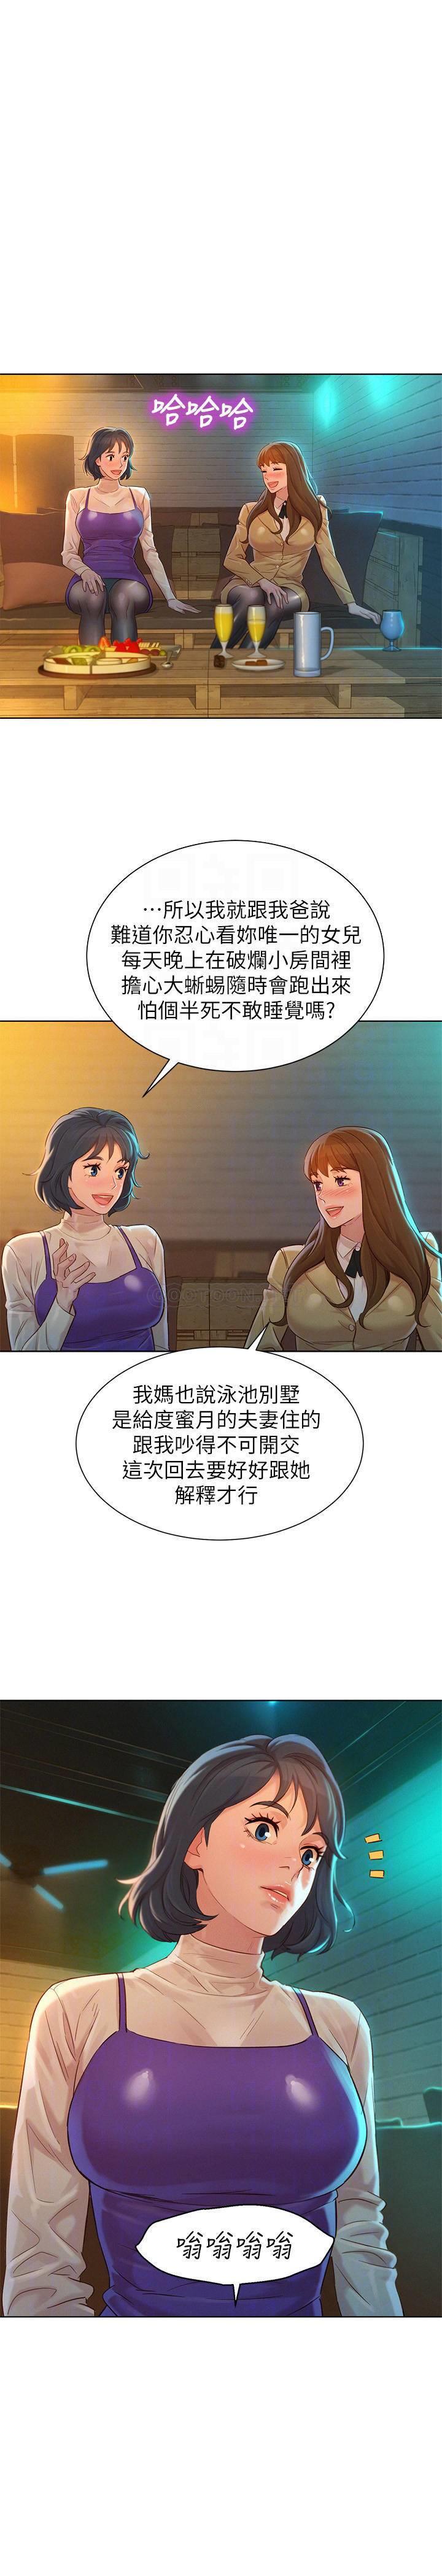 哈哈哈
…所以我就跟我爸說
難道你忍心看妳唯一的女兒
每天晚上在破爛小房間裡
擔心大蜥蜴隨時會跑出來
怕個半死不敢睡覺嗎?
我媽也說泳池別墅
是給度蜜月的夫妻住的
跟我吵得不可開交
這次回去要好好跟她
解釋才行
嗡嗡嗡嗡